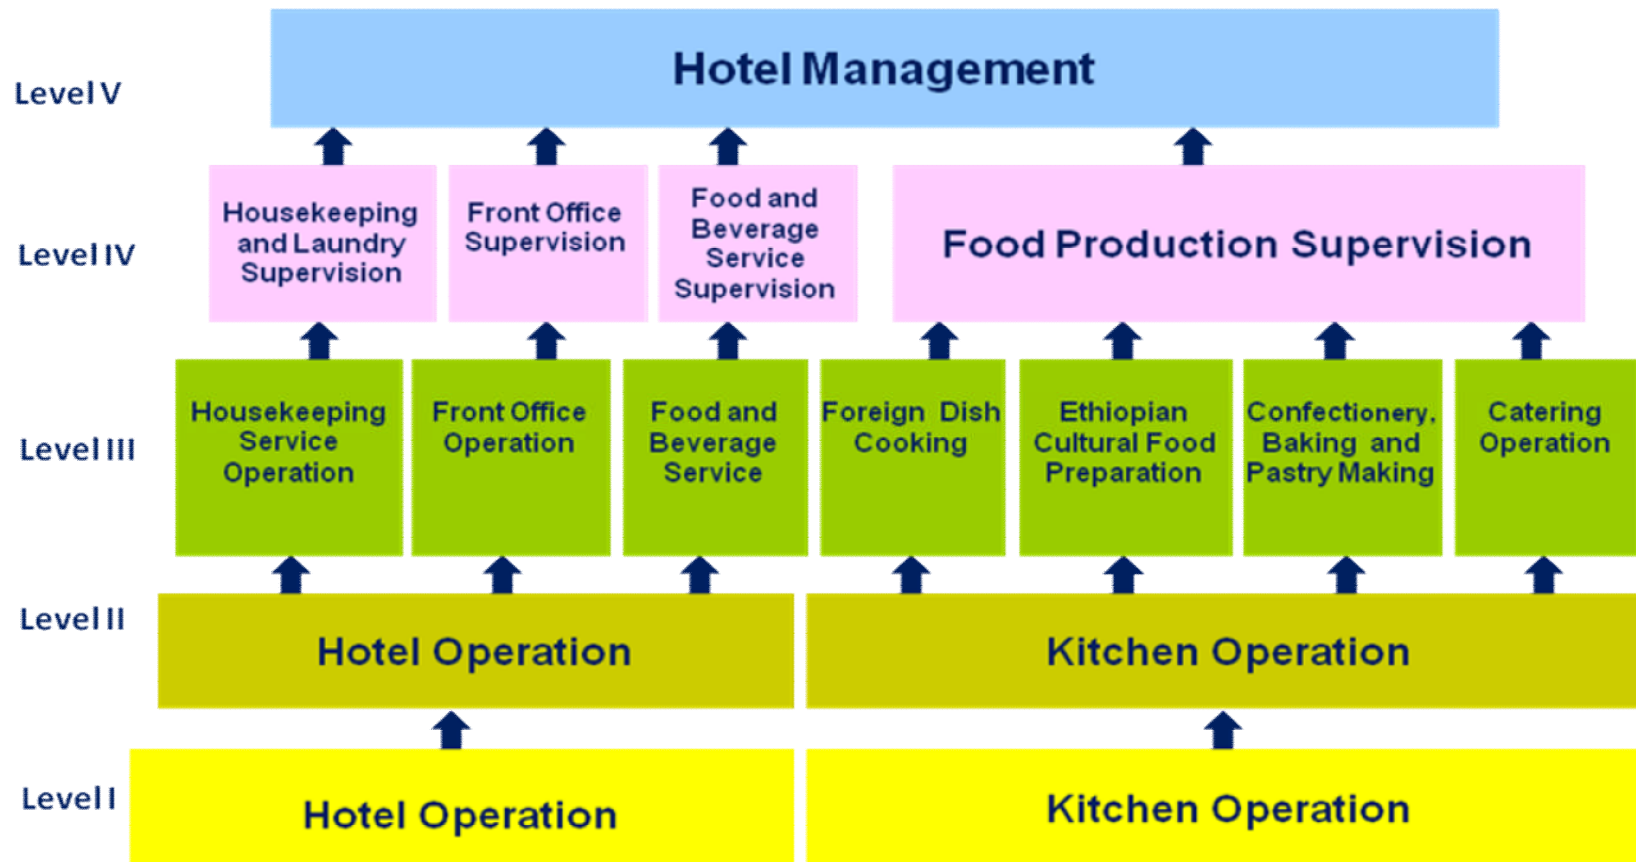 Hotel Management
Level V
Housekeeping
and Laundry
Supervision
Front Office
Supervision
Food and
Beverage
Service
Supervision
Food Production Supervision
Level IV
Housekeeping
Service
Operation
Front Office
Operation
Food and
Beverage
Service
Foreign Dish
Cooking
Ethiopian
Cultural Food
Preparation
Confectionery,
Baking and
Pastry Making
Catering
Operation
Level III
Level II
Hotel Operation
Kitchen Operation
Level I
Hotel Operation
Kitchen Operation